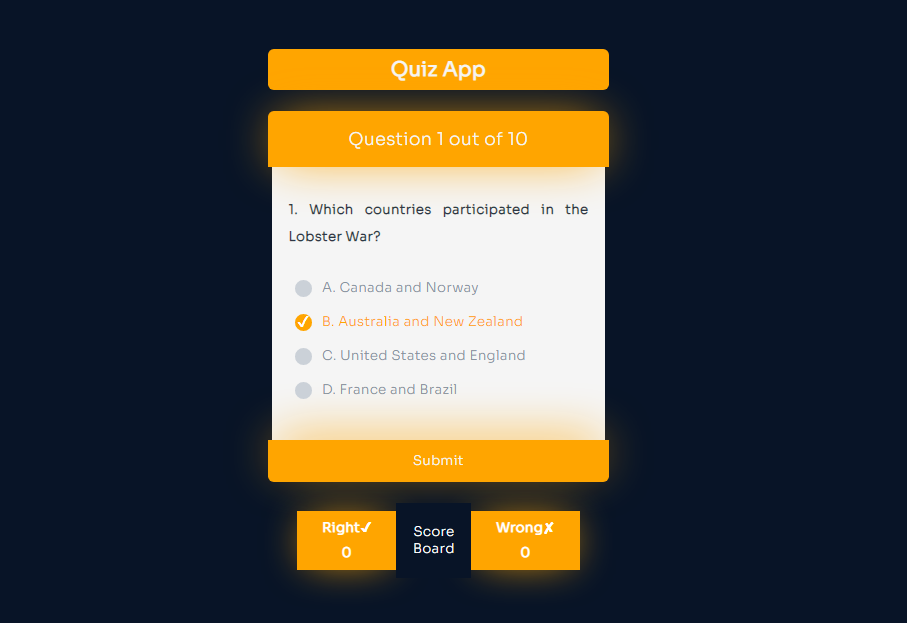 Quiz App
Question 1 out of 10
1. Which countries participated in the
Lobster War?
A. Canada and Norway
B. Australia and New Zealand
C. United States and England
D. France and Brazil
Submit
Right✔
0
Score
Board
Wrong✘
0